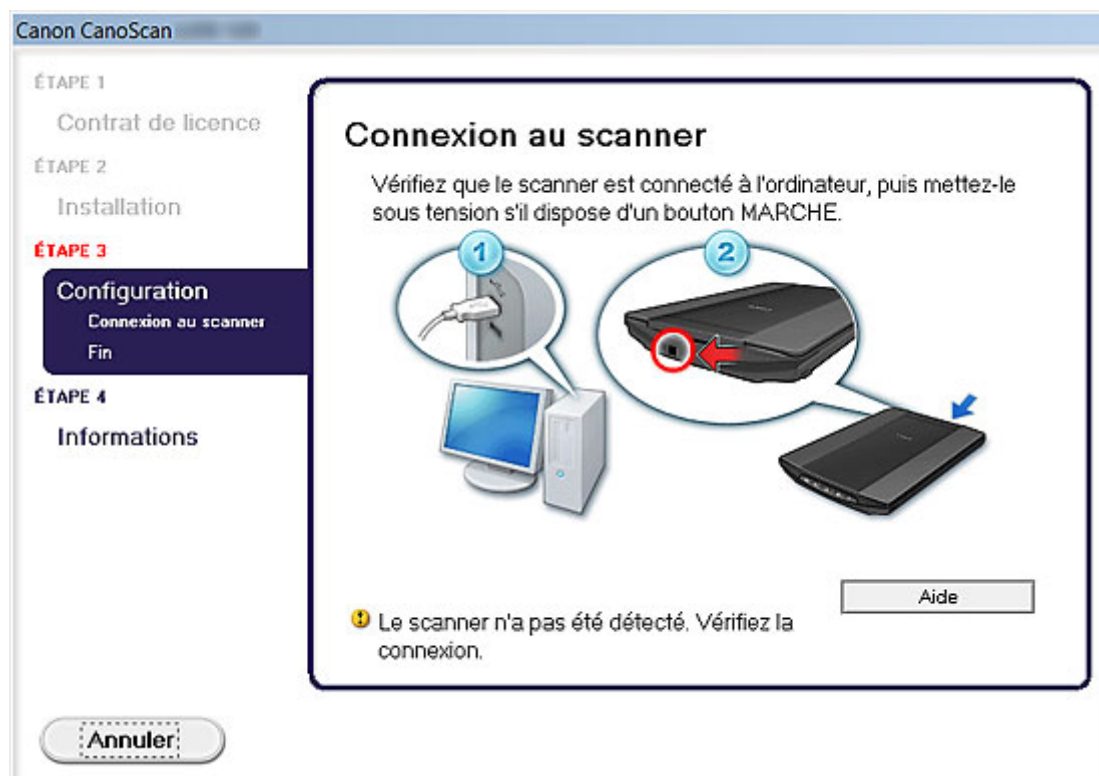 Canon CanoScan
ÉTAPE 1
Contrat de licence
ÉTAPE 2
Installation
ÉTAPE 3
Configuration
Connexion au scanner
Fin
ÉTAPE 4
Informations
Connexion au scanner
Vérifiez que le scanner est connecté à l'ordinateur, puis mettez-le
sous tension s'il dispose d'un bouton MARCHE.
1
2
Aide
Le scanner n'a pas été détecté. Vérifiez la
connexion.
Annuler